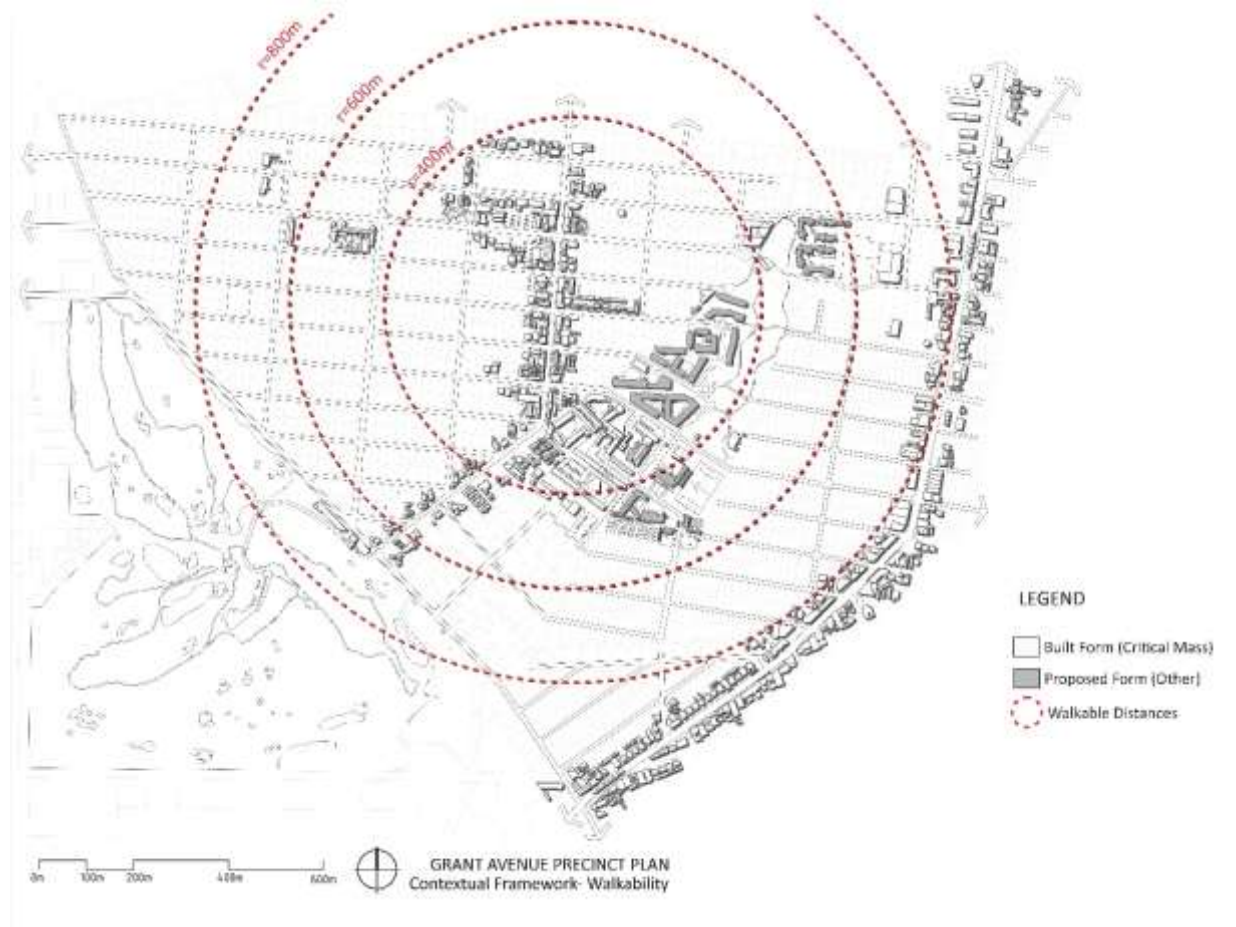 r=800m
r=600m
r=400m
LEGEND
Built Form (Critical Mass)
Proposed Form (Other)
Walkable Distances
0m 100m 200m 400m 600m
GRANT AVENUE PRECINCT PLAN
Contextual Framework- Walkability